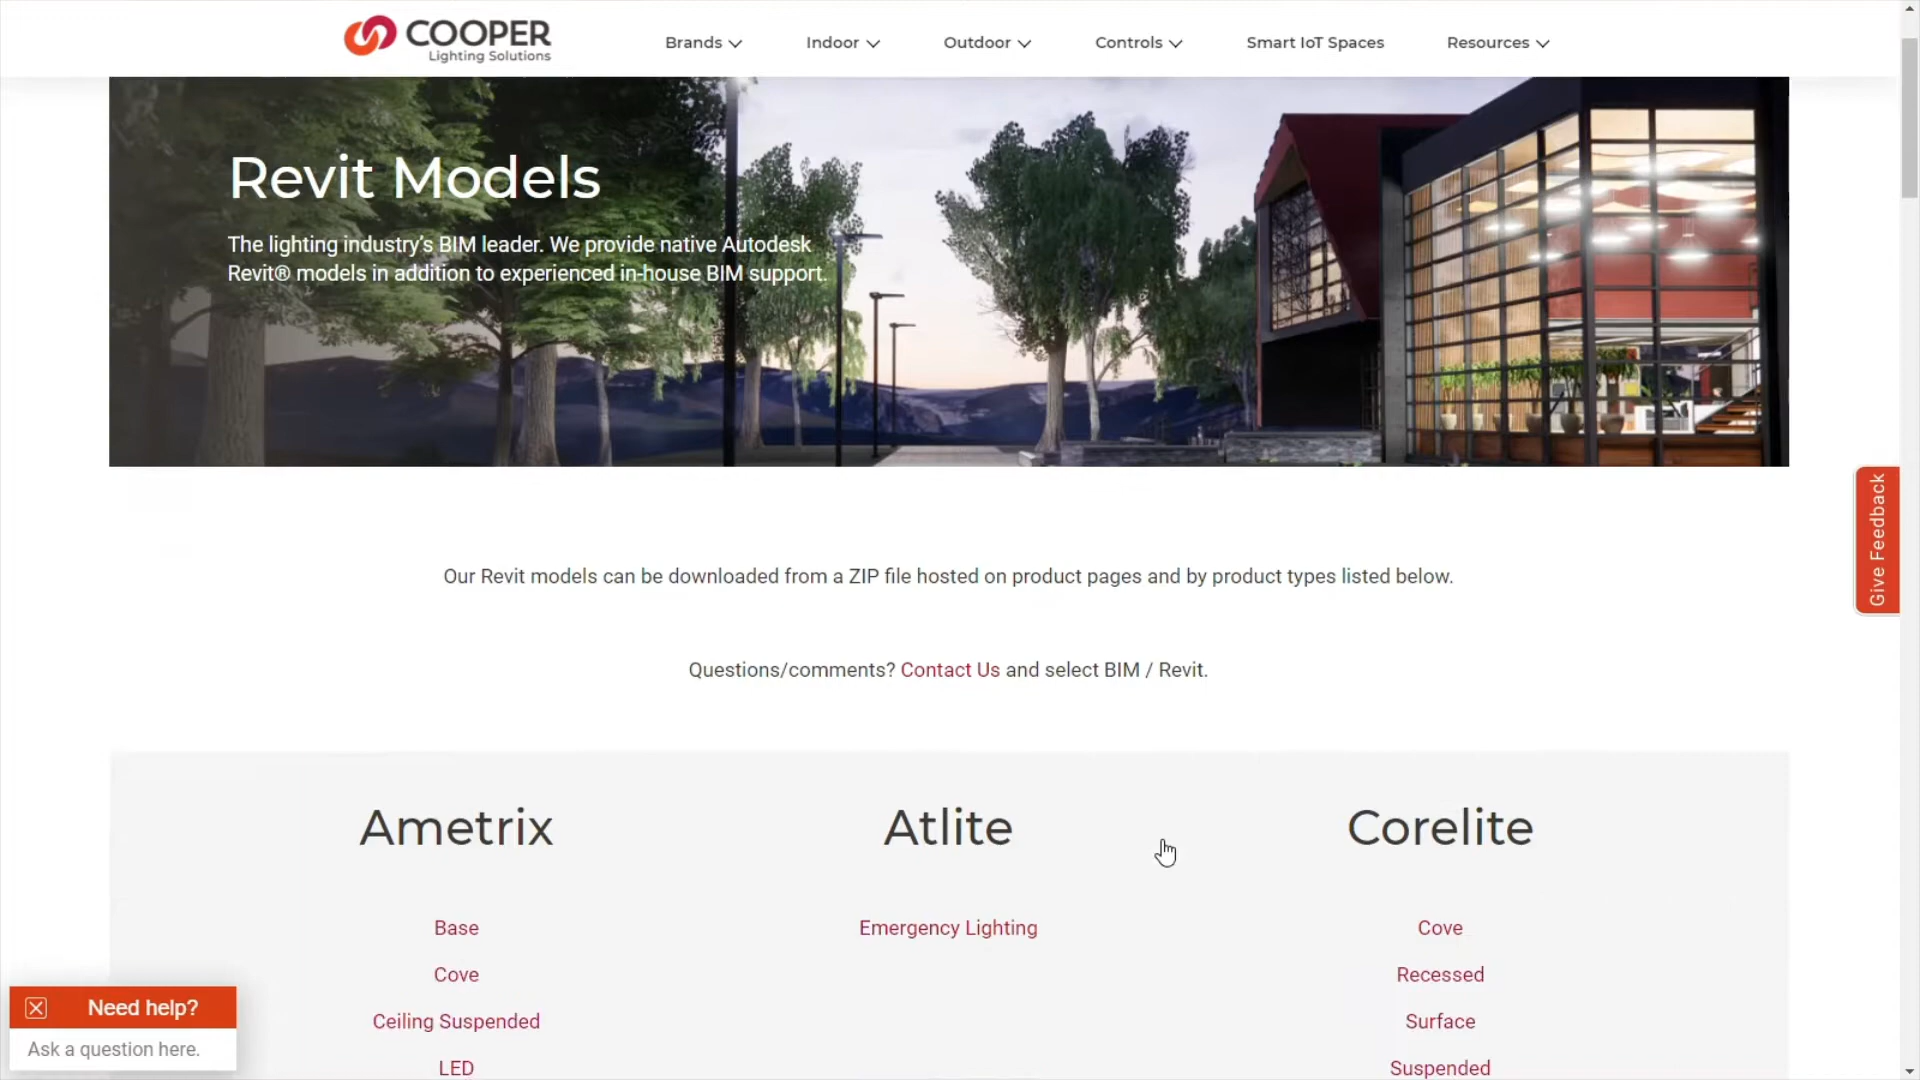 COOPER
Lighting Solutions
Brands
Indoor
Outdoor
Controls
Smart IoT Spaces
Resources
Revit Models
The lighting industry's BIM leader. We provide native Autodesk
Revit® models in addition to experienced in-house BIM support.
Give Feedback
Our Revit models can be downloaded from a ZIP file hosted on product pages and by product types listed below.
Questions/comments? Contact Us and select BIM / Revit.
Ametrix
Atlite
Corelite
Base
Emergency Lighting
Cove
Cove
Recessed
Ceiling Suspended
Surface
LED
Suspended
Need help?
Ask a question here.